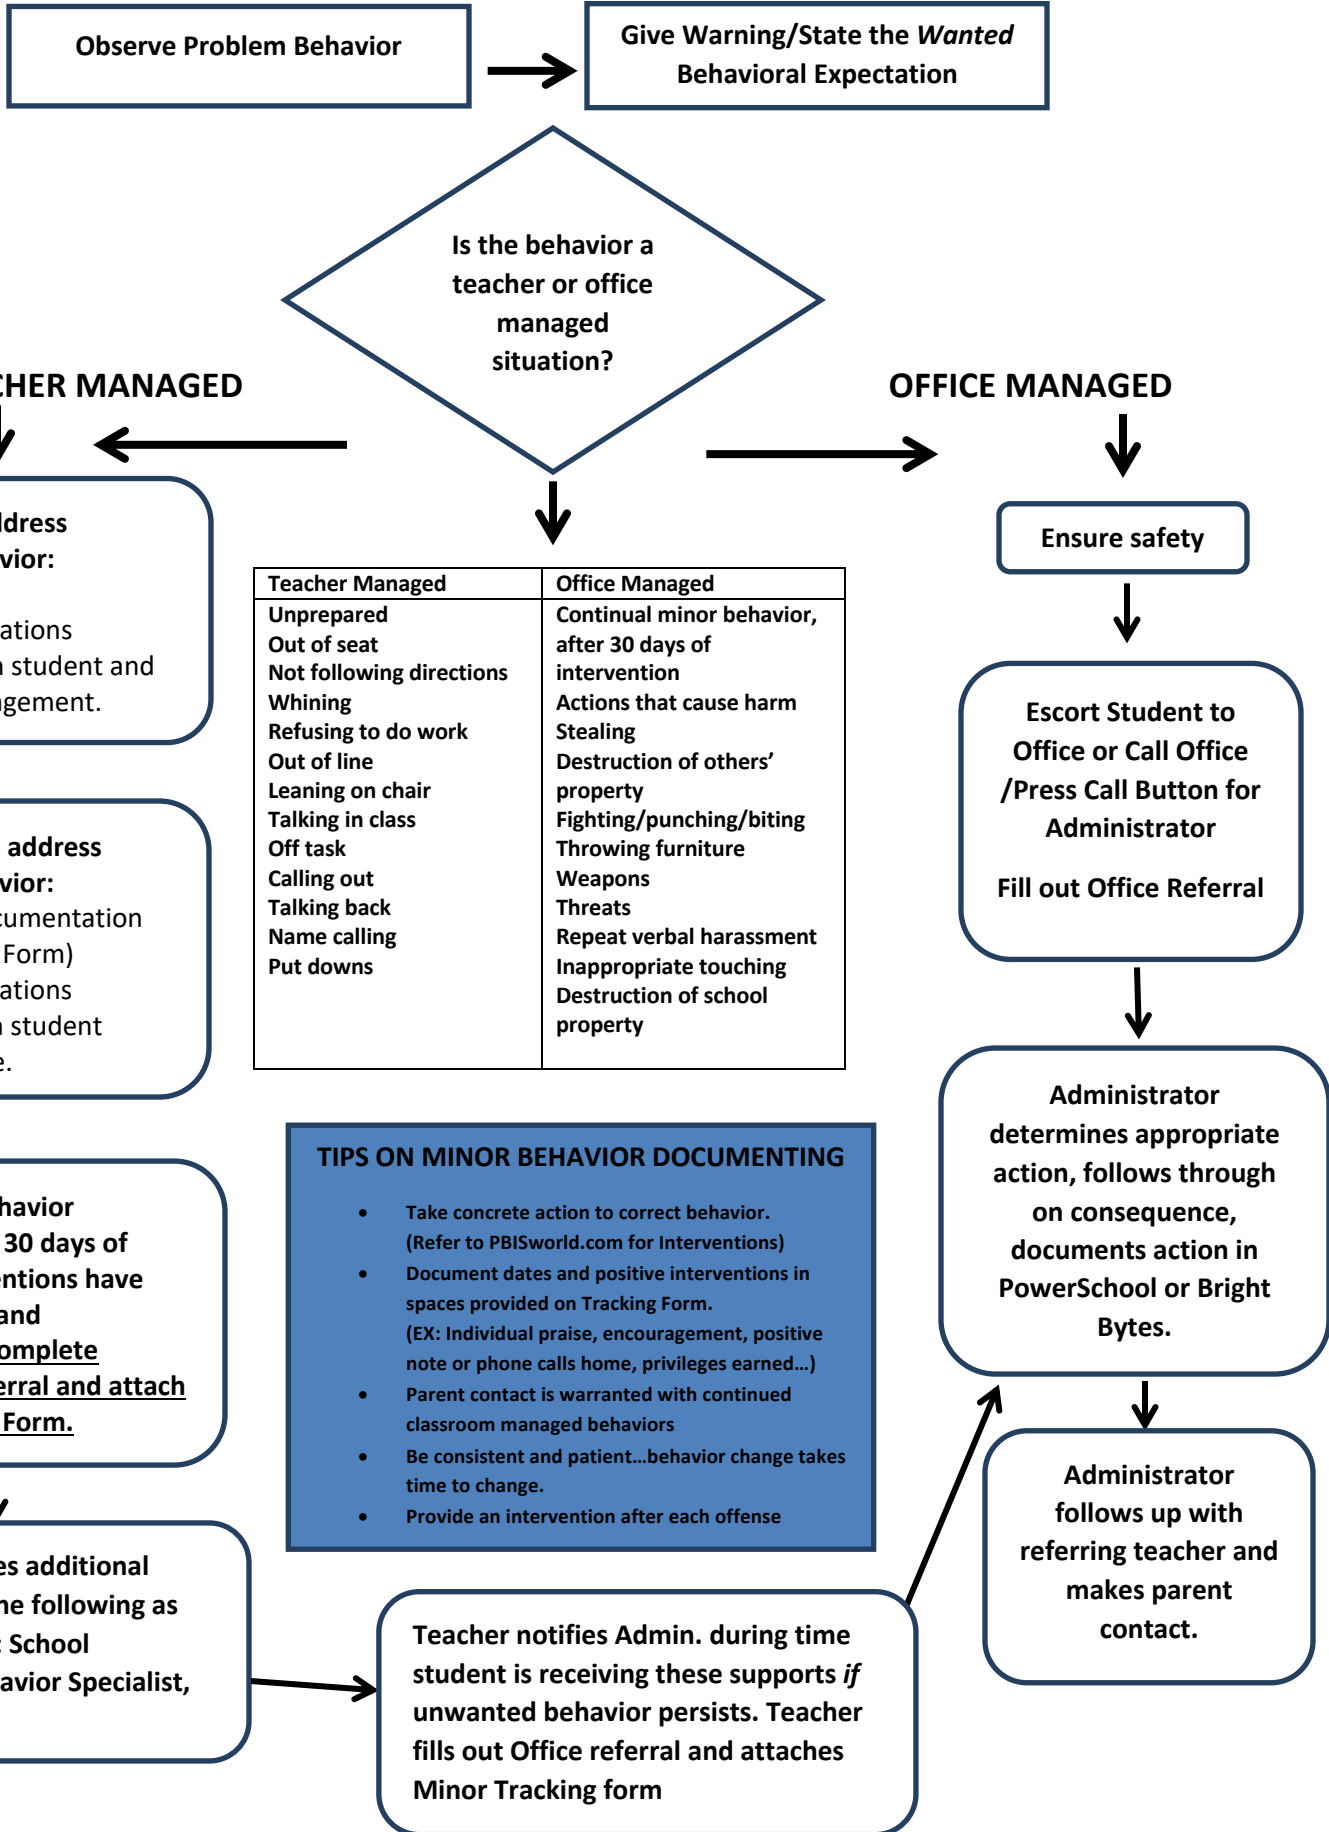 Observe Problem Behavior
Give Warning/State the Wanted
Behavioral Expectation
Is the behavior a
teacher or office
managed
situation?
CHER MANAGED
OFFICE MANAGED
ddress
vior:
ations
n student and
agement.
address
vior:
cumentation
Form)
ations
n student
e.
havior
30 days of
entions have
and
omplete
erral and attach
Form.
es additional
he following as
: School
avior Specialist,
Teacher Managed
Unprepared
Out of seat
Not following directions
Whining
Refusing to do work
Out of line
Leaning on chair
Talking in class
Off task
Calling out
Talking back
Name calling
Put downs
Office Managed
Continual minor behavior,
after 30 days of
intervention
Actions that cause harm
Stealing
Destruction of others’
property
Fighting/punching/biting
Throwing furniture
Weapons
Threats
Repeat verbal harassment
Inappropriate touching
Destruction of school
property
TIPS ON MINOR BEHAVIOR DOCUMENTING
• Take concrete action to correct behavior.
(Refer to PBISworld.com for Interventions)
• Document dates and positive interventions in
spaces provided on Tracking Form.
(EX: Individual praise, encouragement, positive
note or phone calls home, privileges earned…)
• Parent contact is warranted with continued
classroom managed behaviors
• Be consistent and patient…behavior change takes
time to change.
• Provide an intervention after each offense
Teacher notifies Admin. during time
student is receiving these supports if
unwanted behavior persists. Teacher
fills out Office referral and attaches
Minor Tracking form
Ensure safety
Escort Student to
Office or Call Office
/Press Call Button for
Administrator
Fill out Office Referral
Administrator
determines appropriate
action, follows through
on consequence,
documents action in
PowerSchool or Bright
Bytes.
Administrator
follows up with
referring teacher and
makes parent
contact.